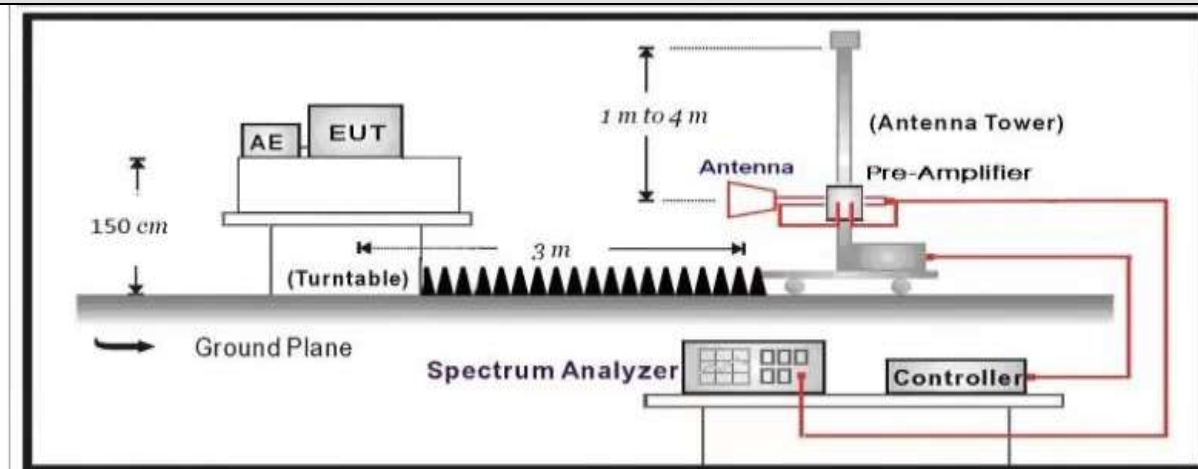 1 m to 4 m
(Antenna Tower)
AE
EUT
Antenna
Pre-Amplifier
150 cm
3 m
(Turntable)
Ground Plane
Spectrum Analyzer
Controller